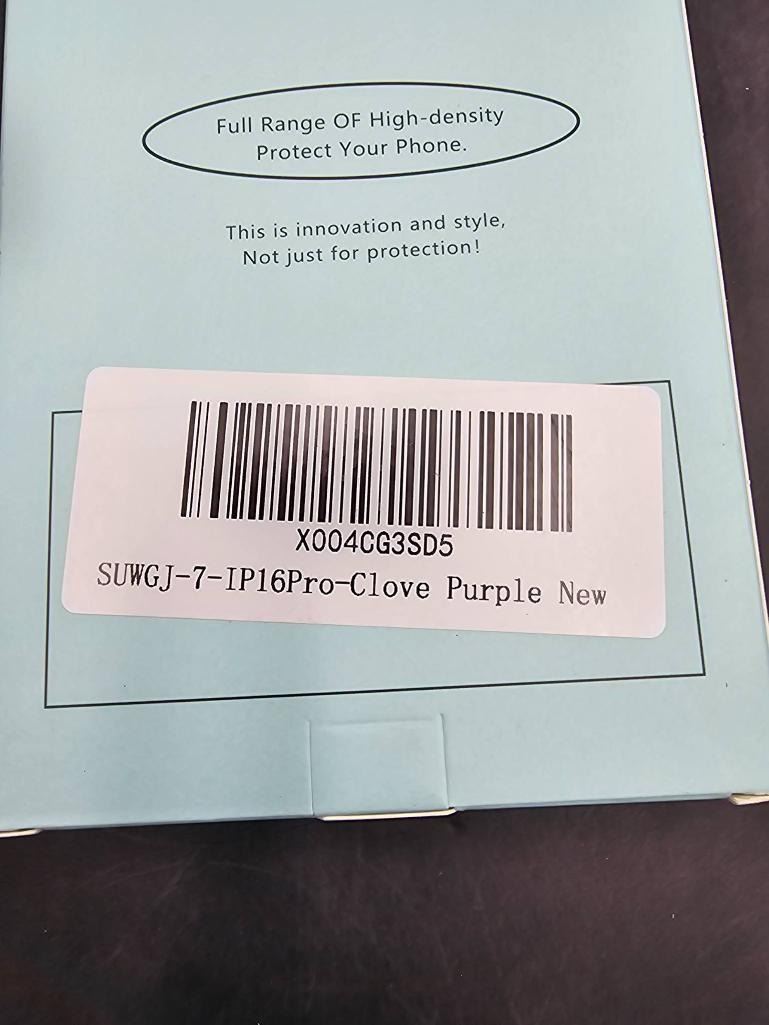 Full Range OF High-density
Protect Your Phone.
This is innovation and style,
Not just for protection!
X004CG3SD5
SUWGJ-7-IP16Pro-Clove Purple New